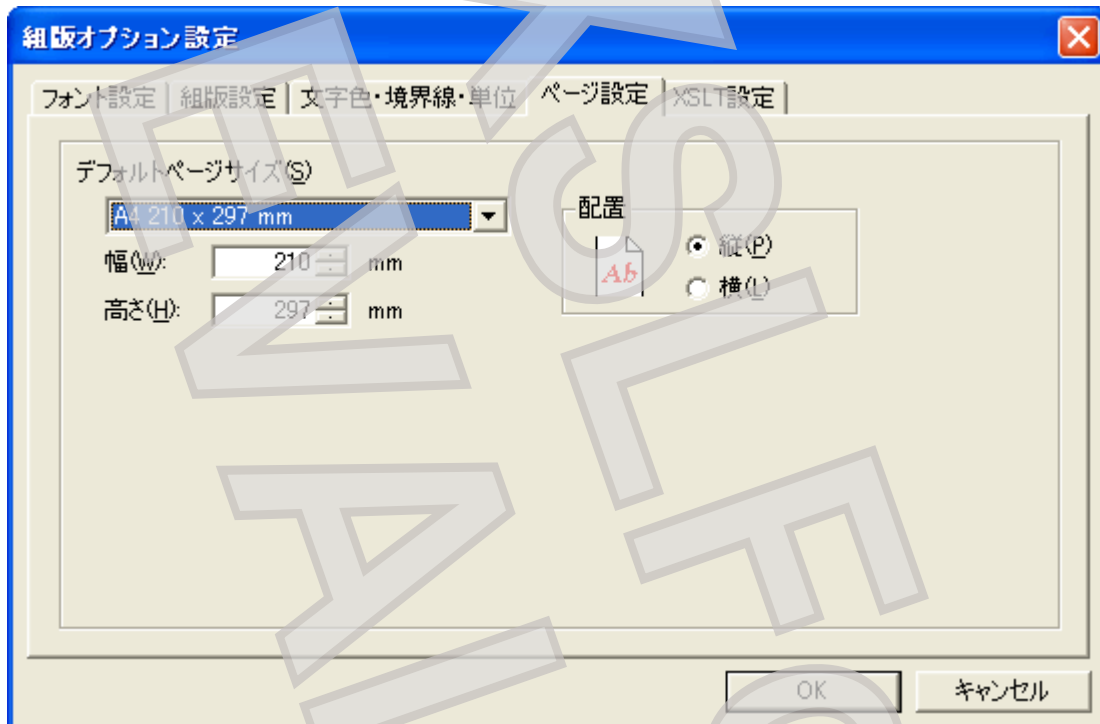 組版オプション設定
フォント設定 組版設定 文字色・境界線・単位 ページ設定 XSLT設定
デフォルトページサイズ(S)
A4 210 x 297 mm
幅(W): 210 mm
高さ(H): 297 mm
配置
Ab
縦(P)
横(L)
OK キャンセル